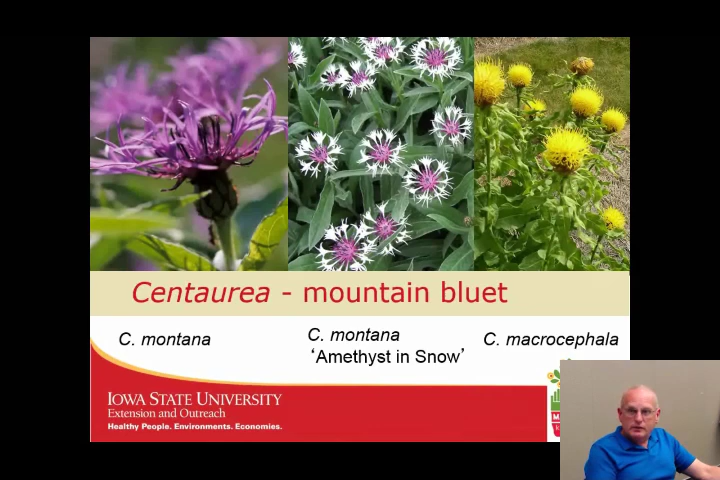 Centaurea - mountain bluet
C. montana
C. montana
‘Amethyst in Snow’
C. macrocephala
IOWA STATE UNIVERSITY
Extension and Outreach
Healthy People. Environments. Economies.